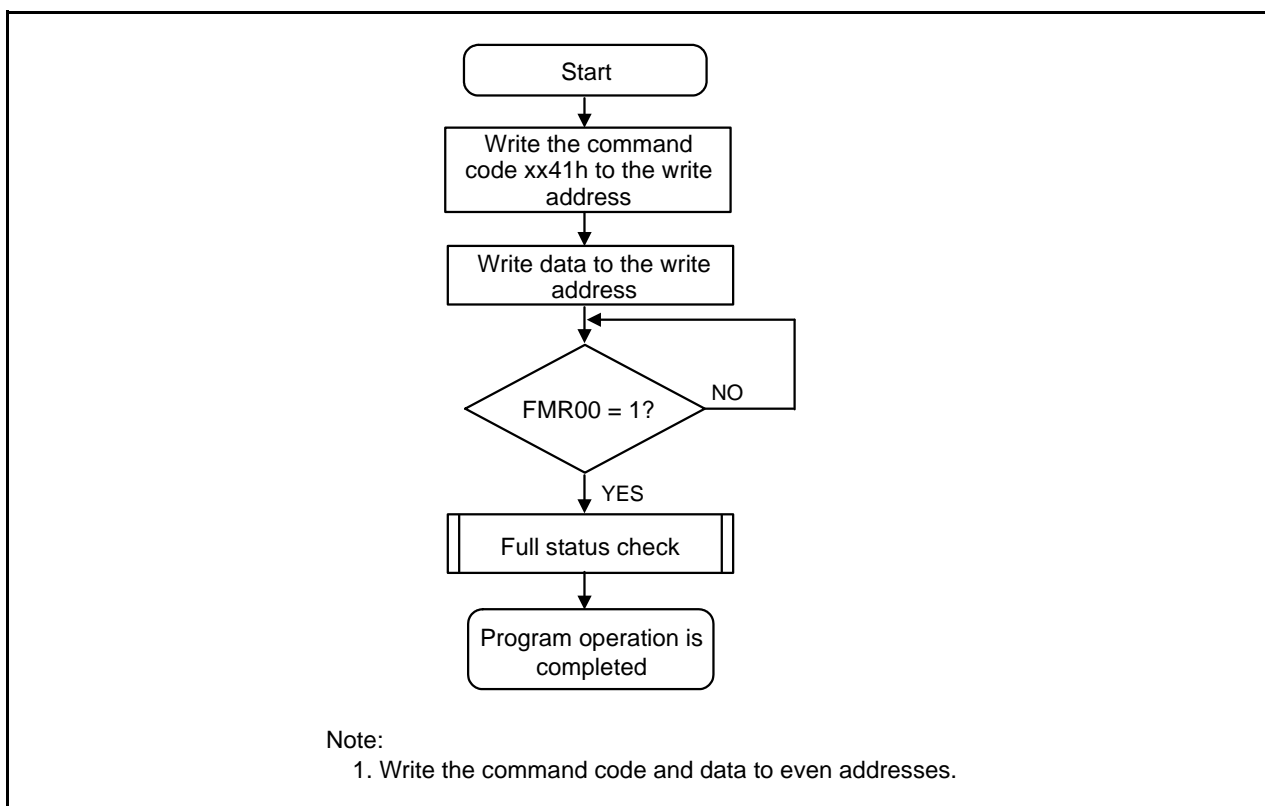 Start
Write the command
code xx41h to the write
address
Write data to the write
address
FMR00 = 1?
NO
YES
Full status check
Program operation is
completed
Note:
1. Write the command code and data to even addresses.